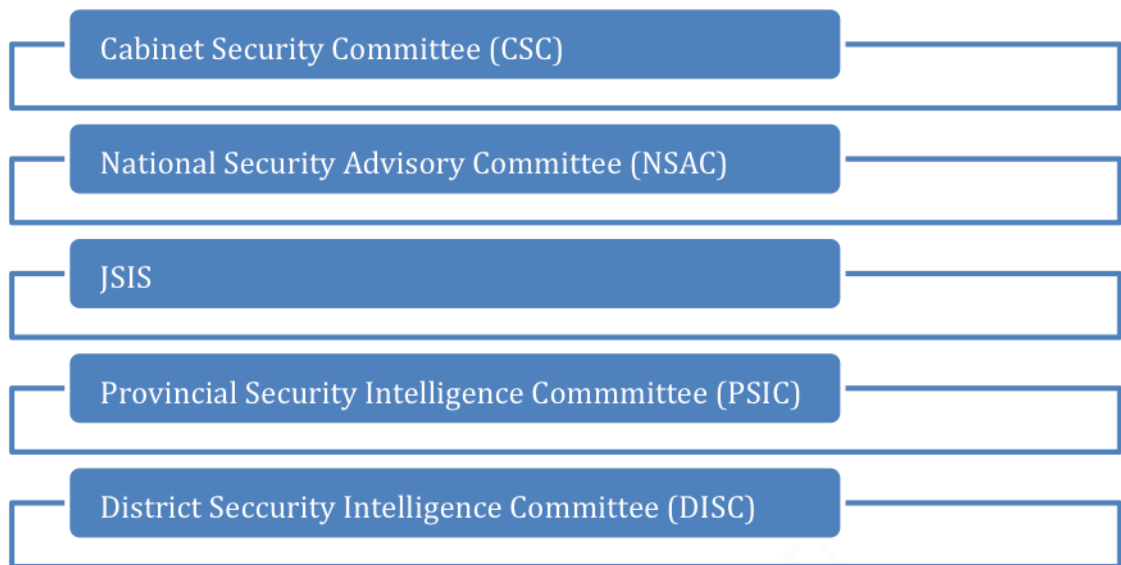 Cabinet Security Committee (CSC)
National Security Advisory Committee (NSAC)
JSIS
Provincial Security Intelligence Commmittee (PSIC)
District Seccurity Intelligence Committee (DISC)